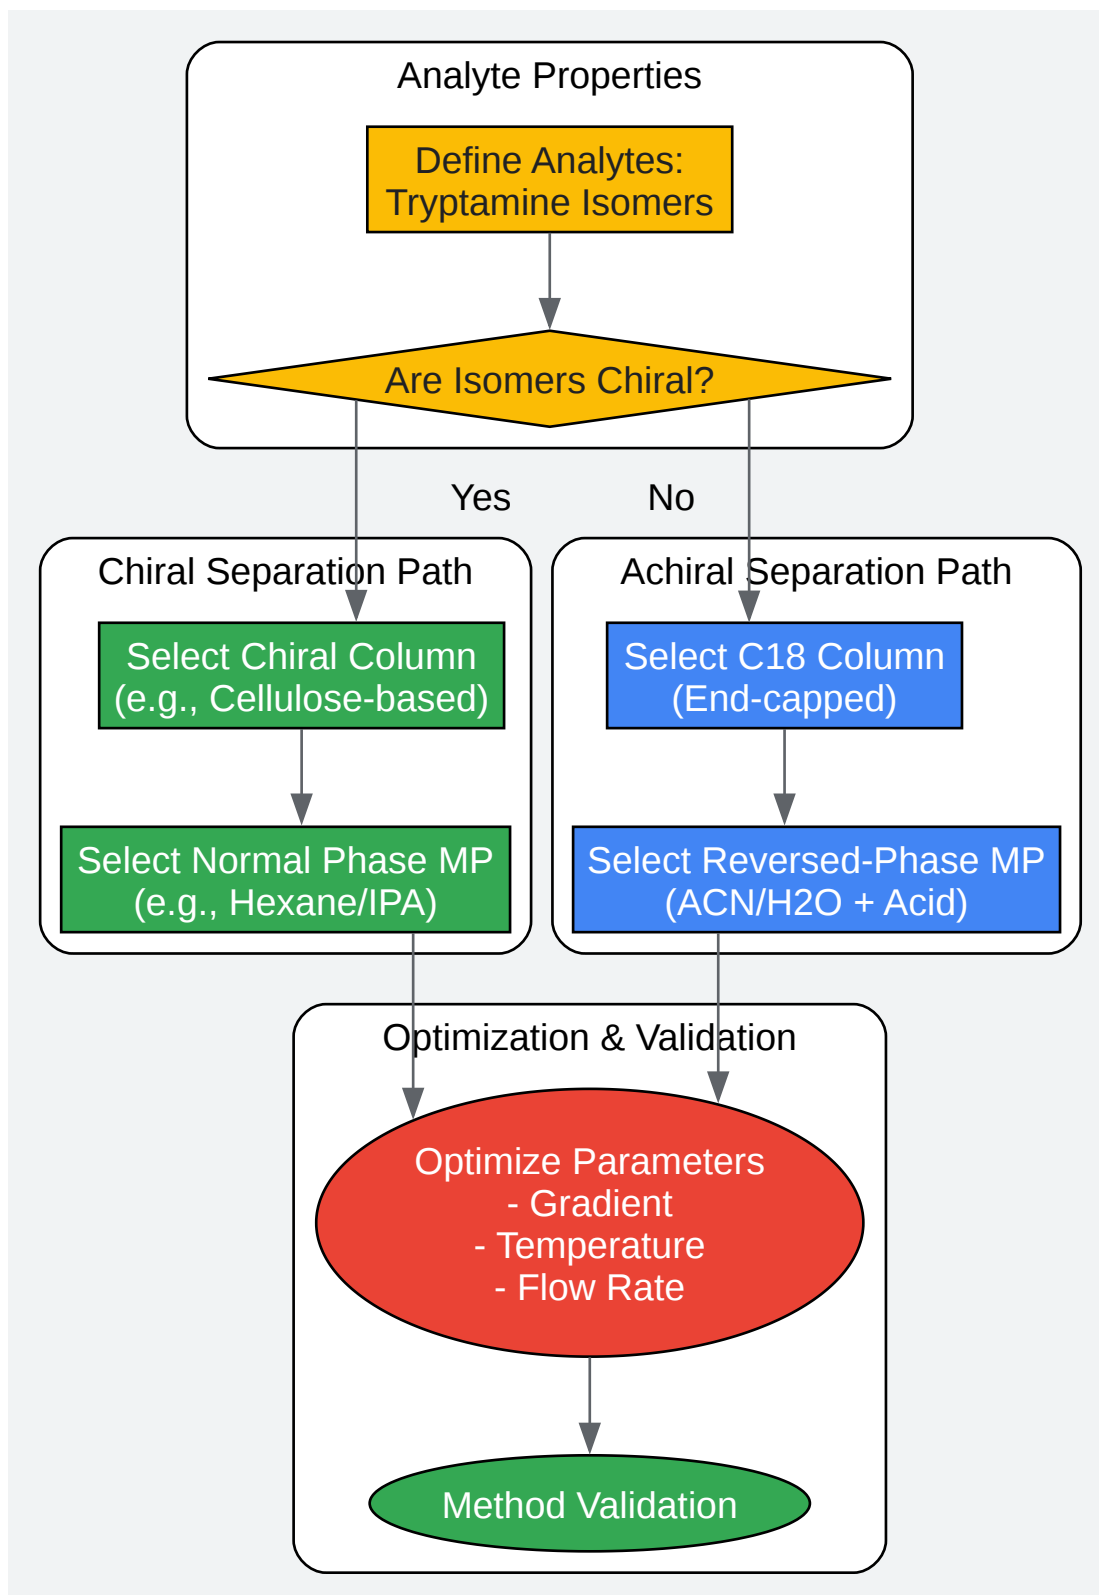 Analyte Properties
Define Analytes:
Tryptamine Isomers
Are Isomers Chiral?
Yes
No
Chiral Separation Path
Select Chiral Column
(e.g., Cellulose-based)
Select Normal Phase MP
(e.g., Hexane/IPA)
Achiral Separation Path
Select C18 Column
(End-capped)
Select Reversed-Phase MP
(ACN/H2O + Acid)
Optimization & Validation
Optimize Parameters
- Gradient
- Temperature
- Flow Rate
Method Validation